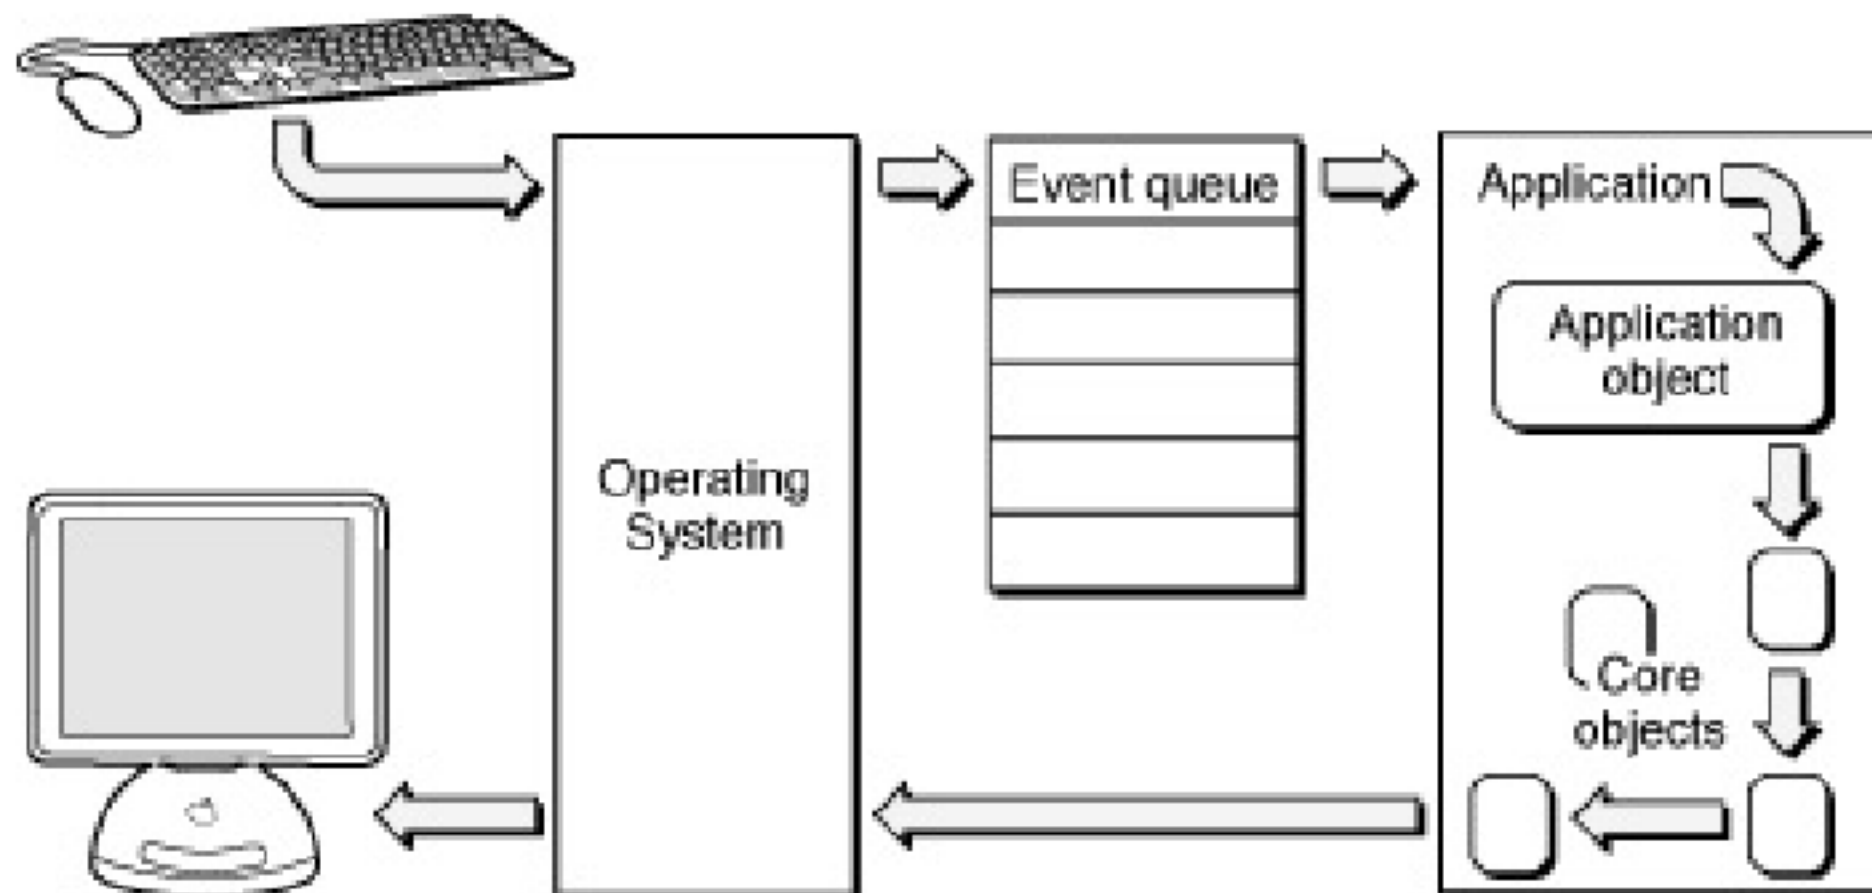 Event queue
Application
Application
object
Operating
System
Core
objects